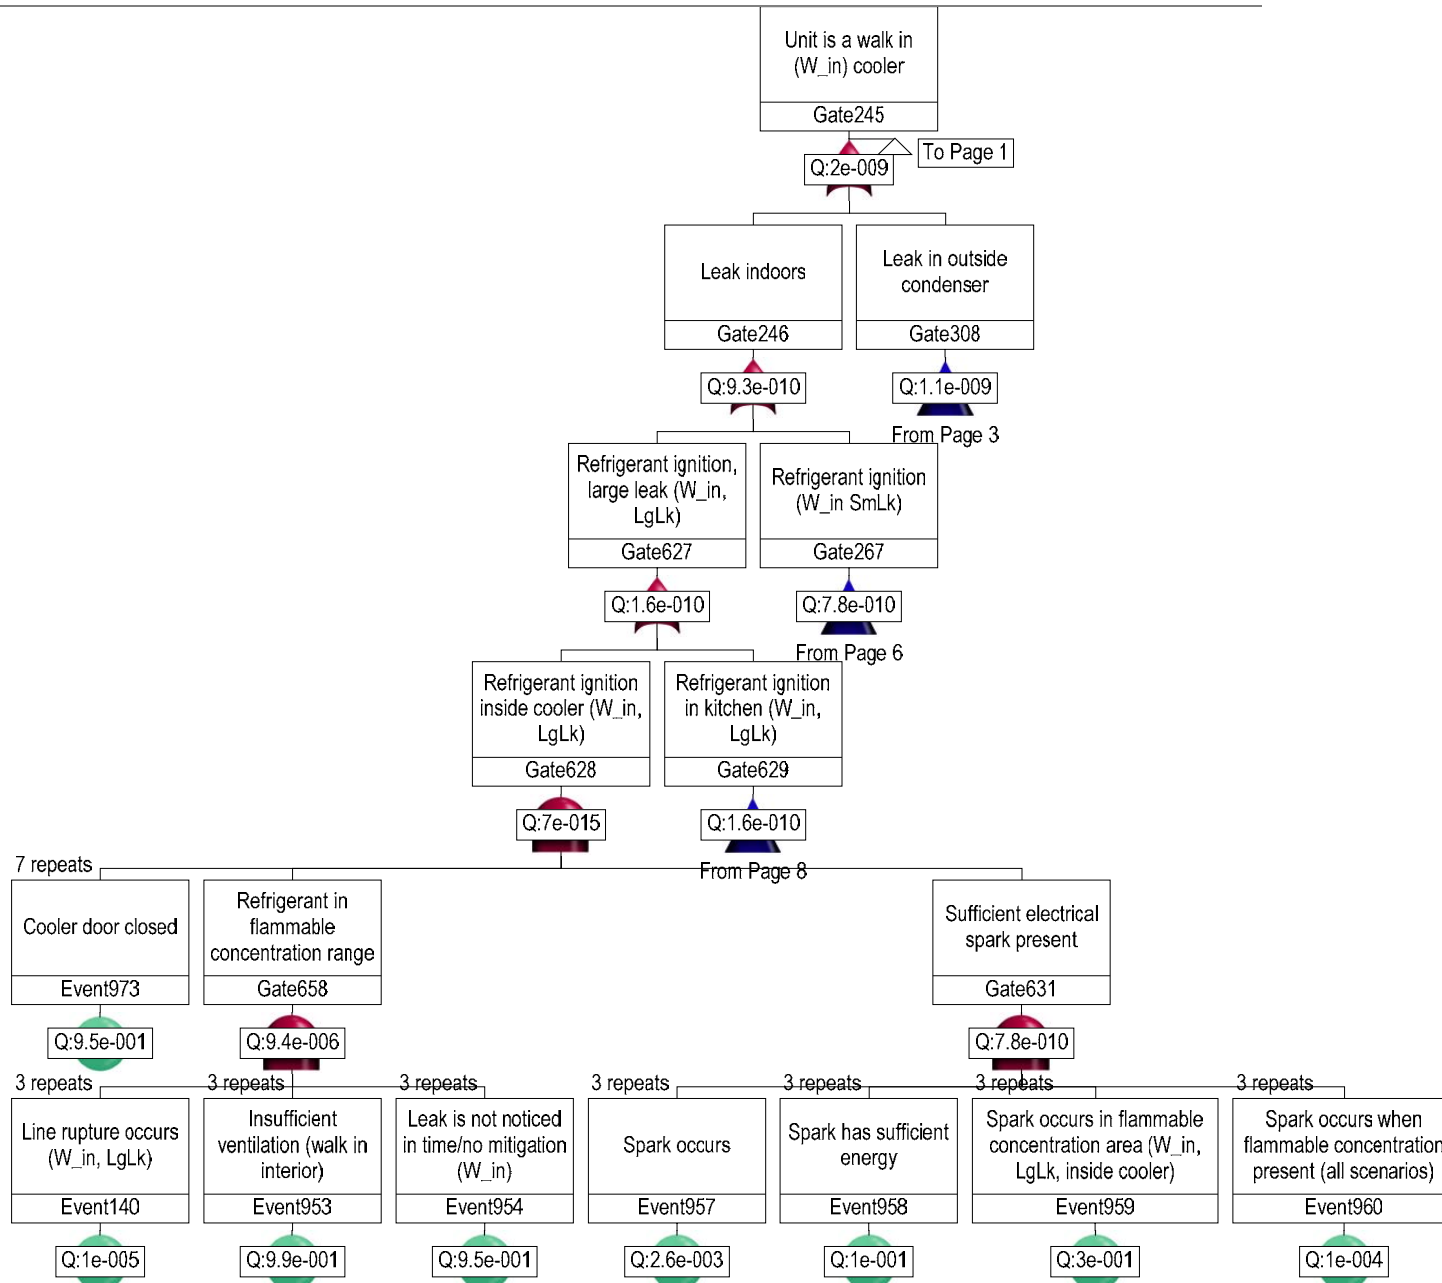 Unit is a walk in
(W_in) cooler
Gate245
To Page 1
Q:2e-009
Leak indoors
Gate246
Q:9.3e-010
Leak in outside
condenser
Gate308
Q:1.1e-009
From Page 3
Refrigerant ignition,
large leak (W_in,
LgLk)
Gate627
Q:1.6e-010
Refrigerant ignition
(W_in SmLk)
Gate267
Q:7.8e-010
From Page 6
Refrigerant ignition
inside cooler (W_in,
LgLk)
Gate628
Q:7e-015
Refrigerant ignition
in kitchen (W_in,
LgLk)
Gate629
Q:1.6e-010
From Page 8
7 repeats
Cooler door closed
Event973
Q:9.5e-001
Refrigerant in
flammable
concentration range
Gate658
Q:9.4e-006
Sufficient electrical
spark present
Gate631
Q:7.8e-010
3 repeats
Line rupture occurs
(W_in, LgLk)
Event140
Q:1e-005
3 repeats
Insufficient
ventilation (walk in
interior)
Event953
Q:9.9e-001
3 repeats
Leak is not noticed
in time/no mitigation
(W_in)
Event954
Q:9.5e-001
3 repeats
Spark occurs
Event957
Q:2.6e-003
3 repeats
Spark has sufficient
energy
Event958
Q:1e-001
3 repeats
Spark occurs in flammable
concentration area (W_in,
LgLk, inside cooler)
Event959
Q:3e-001
3 repeats
Spark occurs when
flammable concentration
present (all scenarios)
Event960
Q:1e-004